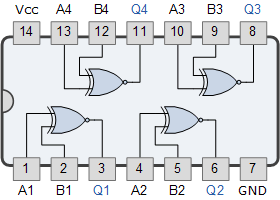 Vcc A4 B4 Q4 A3 B3 Q3
14 13 12 11 10 9 8
1 2 3 4 5 6 7
A1 B1 Q1 A2 B2 Q2 GND